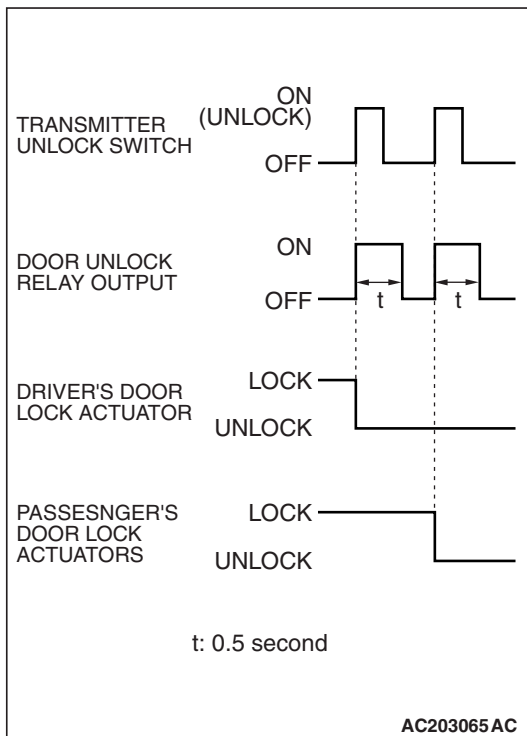 ON
(UNLOCK)
TRANSMITTER
UNLOCK SWITCH
OFF
ON
DOOR UNLOCK
RELAY OUTPUT
OFF
t
t
LOCK
DRIVER'S DOOR
LOCK ACTUATOR
UNLOCK
PASSESNGER'S
DOOR LOCK
ACTUATORS
LOCK
UNLOCK
t: 0.5 second
AC203065AC